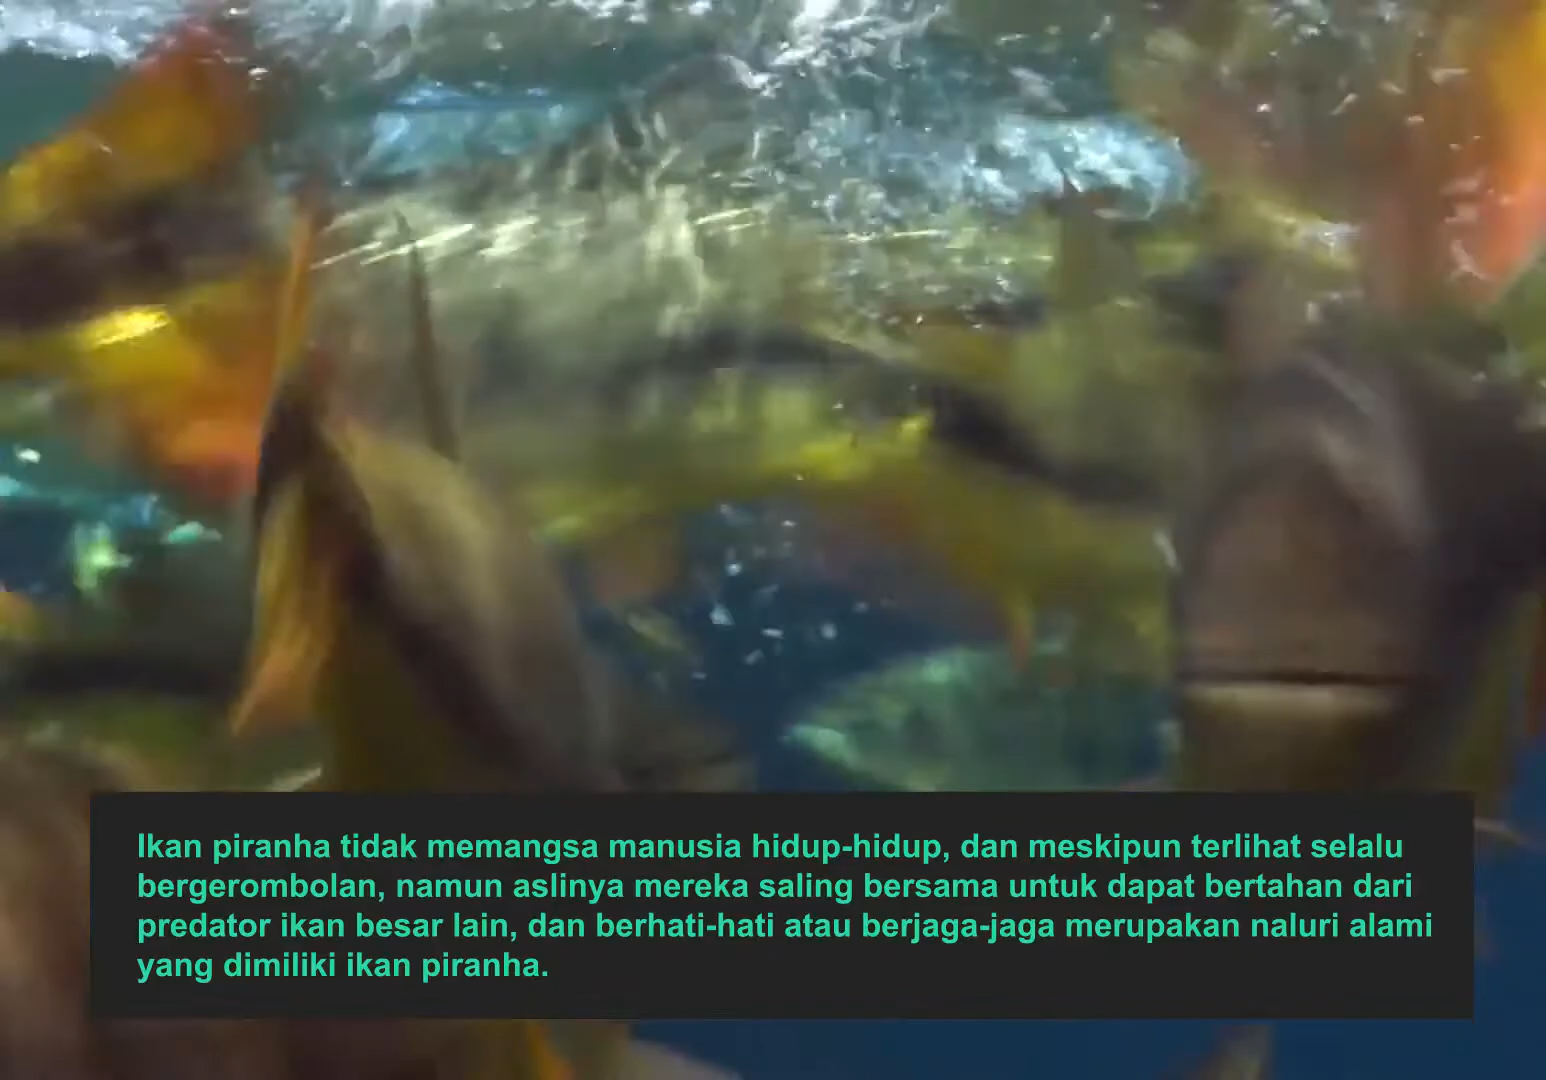 Ikan piranha tidak memangsa manusia hidup-hidup, dan meskipun terlihat selalu
bergerombolan, namun aslinya mereka saling bersama untuk dapat bertahan dari
predator ikan besar lain, dan berhati-hati atau berjaga-jaga merupakan naluri alami
yang dimiliki ikan piranha.